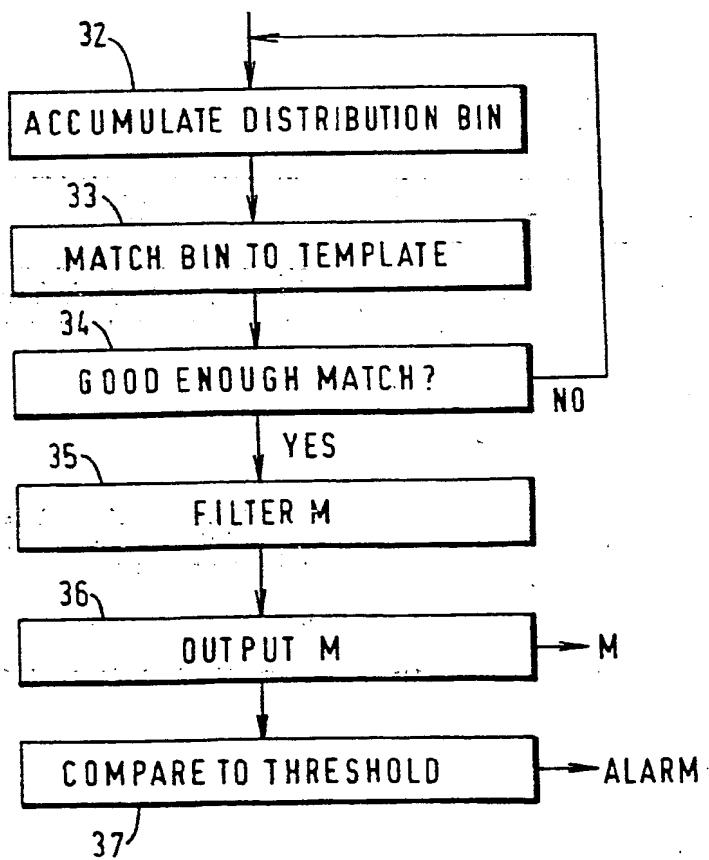 32
ACCUMULATE DISTRIBUTION BIN
33
MATCH BIN TO TEMPLATE
34
GOOD ENOUGH MATCH?
NO
YES
35
FILTER M
36
OUTPUT M
M
COMPARE TO THRESHOLD
ALARM
37